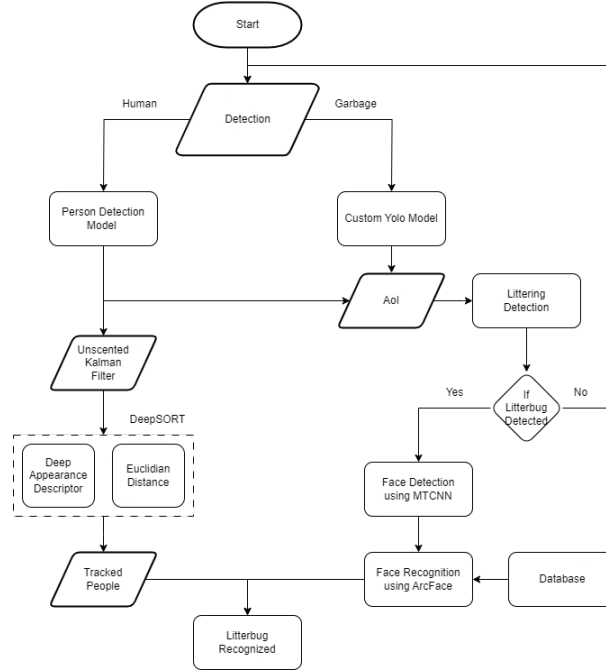 Start
Human
Garbage
Detection
Person Detection
Model
Custom Yolo Model
AoI
Littering
Detection
Unscented
Kalman
Filter
Yes
If
Litterbug
Detected
No
DeepSORT
Deep
Appearance
Descriptor
Euclidian
Distance
Face Detection
using MTCNN
Tracked
People
Face Recognition
using ArcFace
Database
Litterbug
Recognized